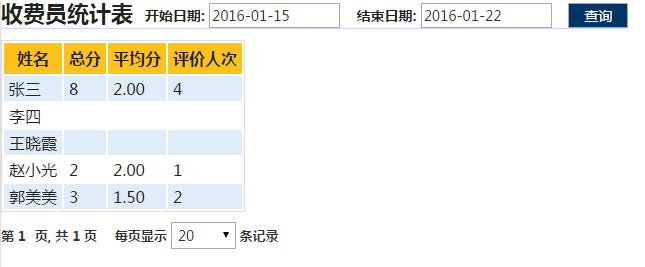 收费员统计表 开始日期: 2016-01-15 结束日期: 2016-01-22 查询
姓名 总分 平均分 评价人次
张三 8 2.00 4
李四
王晓霞
赵小光 2 2.00 1
郭美美 3 1.50 2
第 1 页, 共 1 页 每页显示 20 条记录